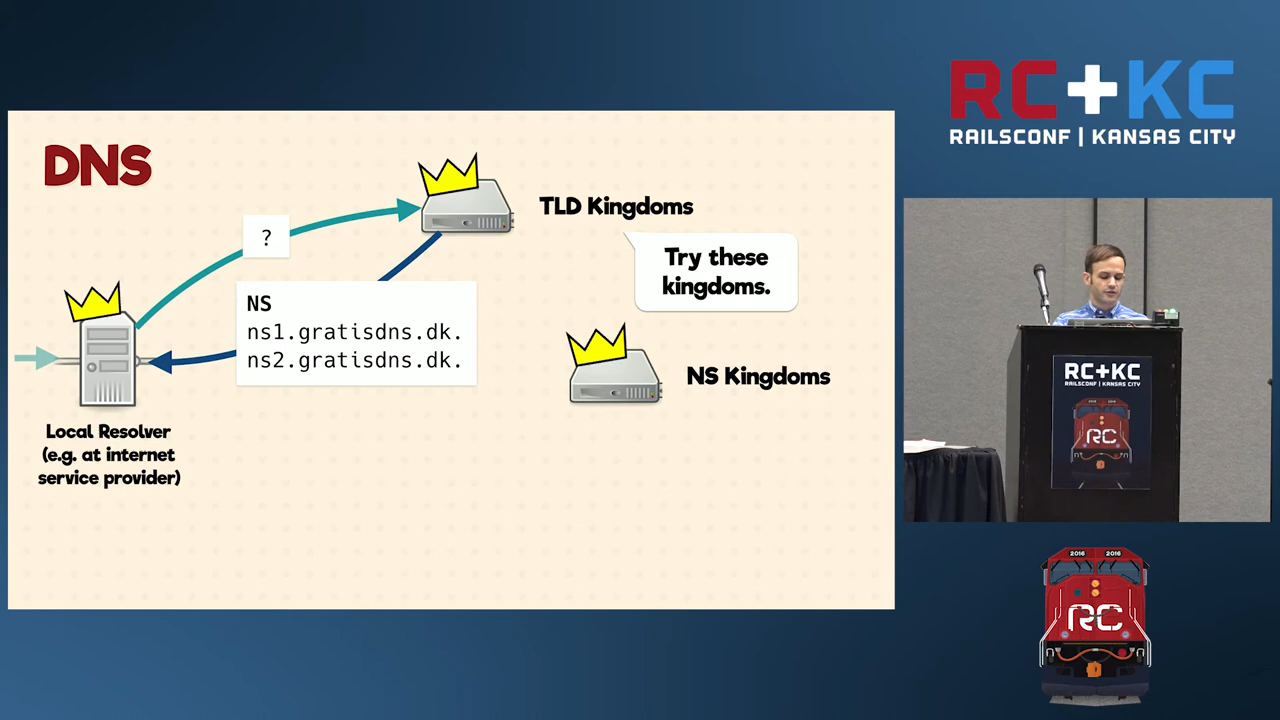 DNS
?
TLD Kingdoms
Try these
kingdoms.
NS
ns1.gratisdns.dk.
ns2.gratisdns.dk.
NS Kingdoms
Local Resolver
(e.g. at internet
service provider)
RC+KC
RAILSCONF | KANSAS CITY
RC+KC
RAILSCONF | KANSAS CITY
RC
2016 2016
RC